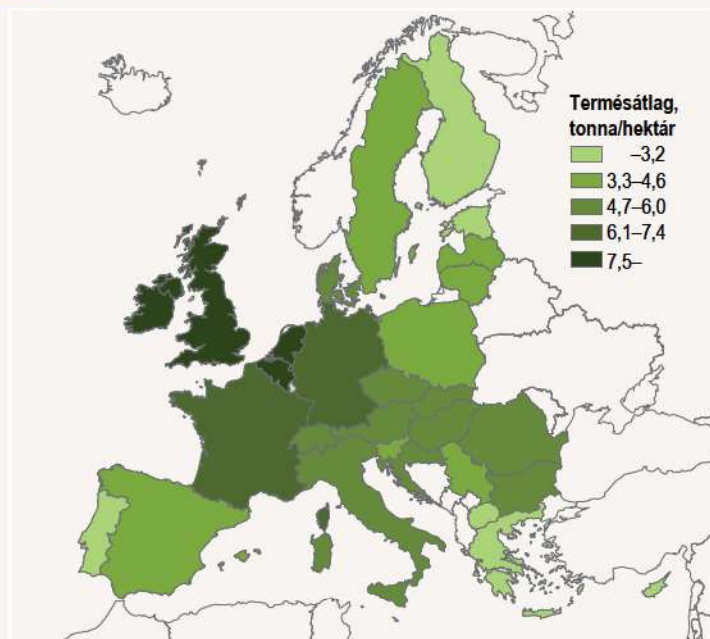 Termésátlag,
tonna/hektár
–3,2
3,3–4,6
4,7–6,0
6,1–7,4
7,5–